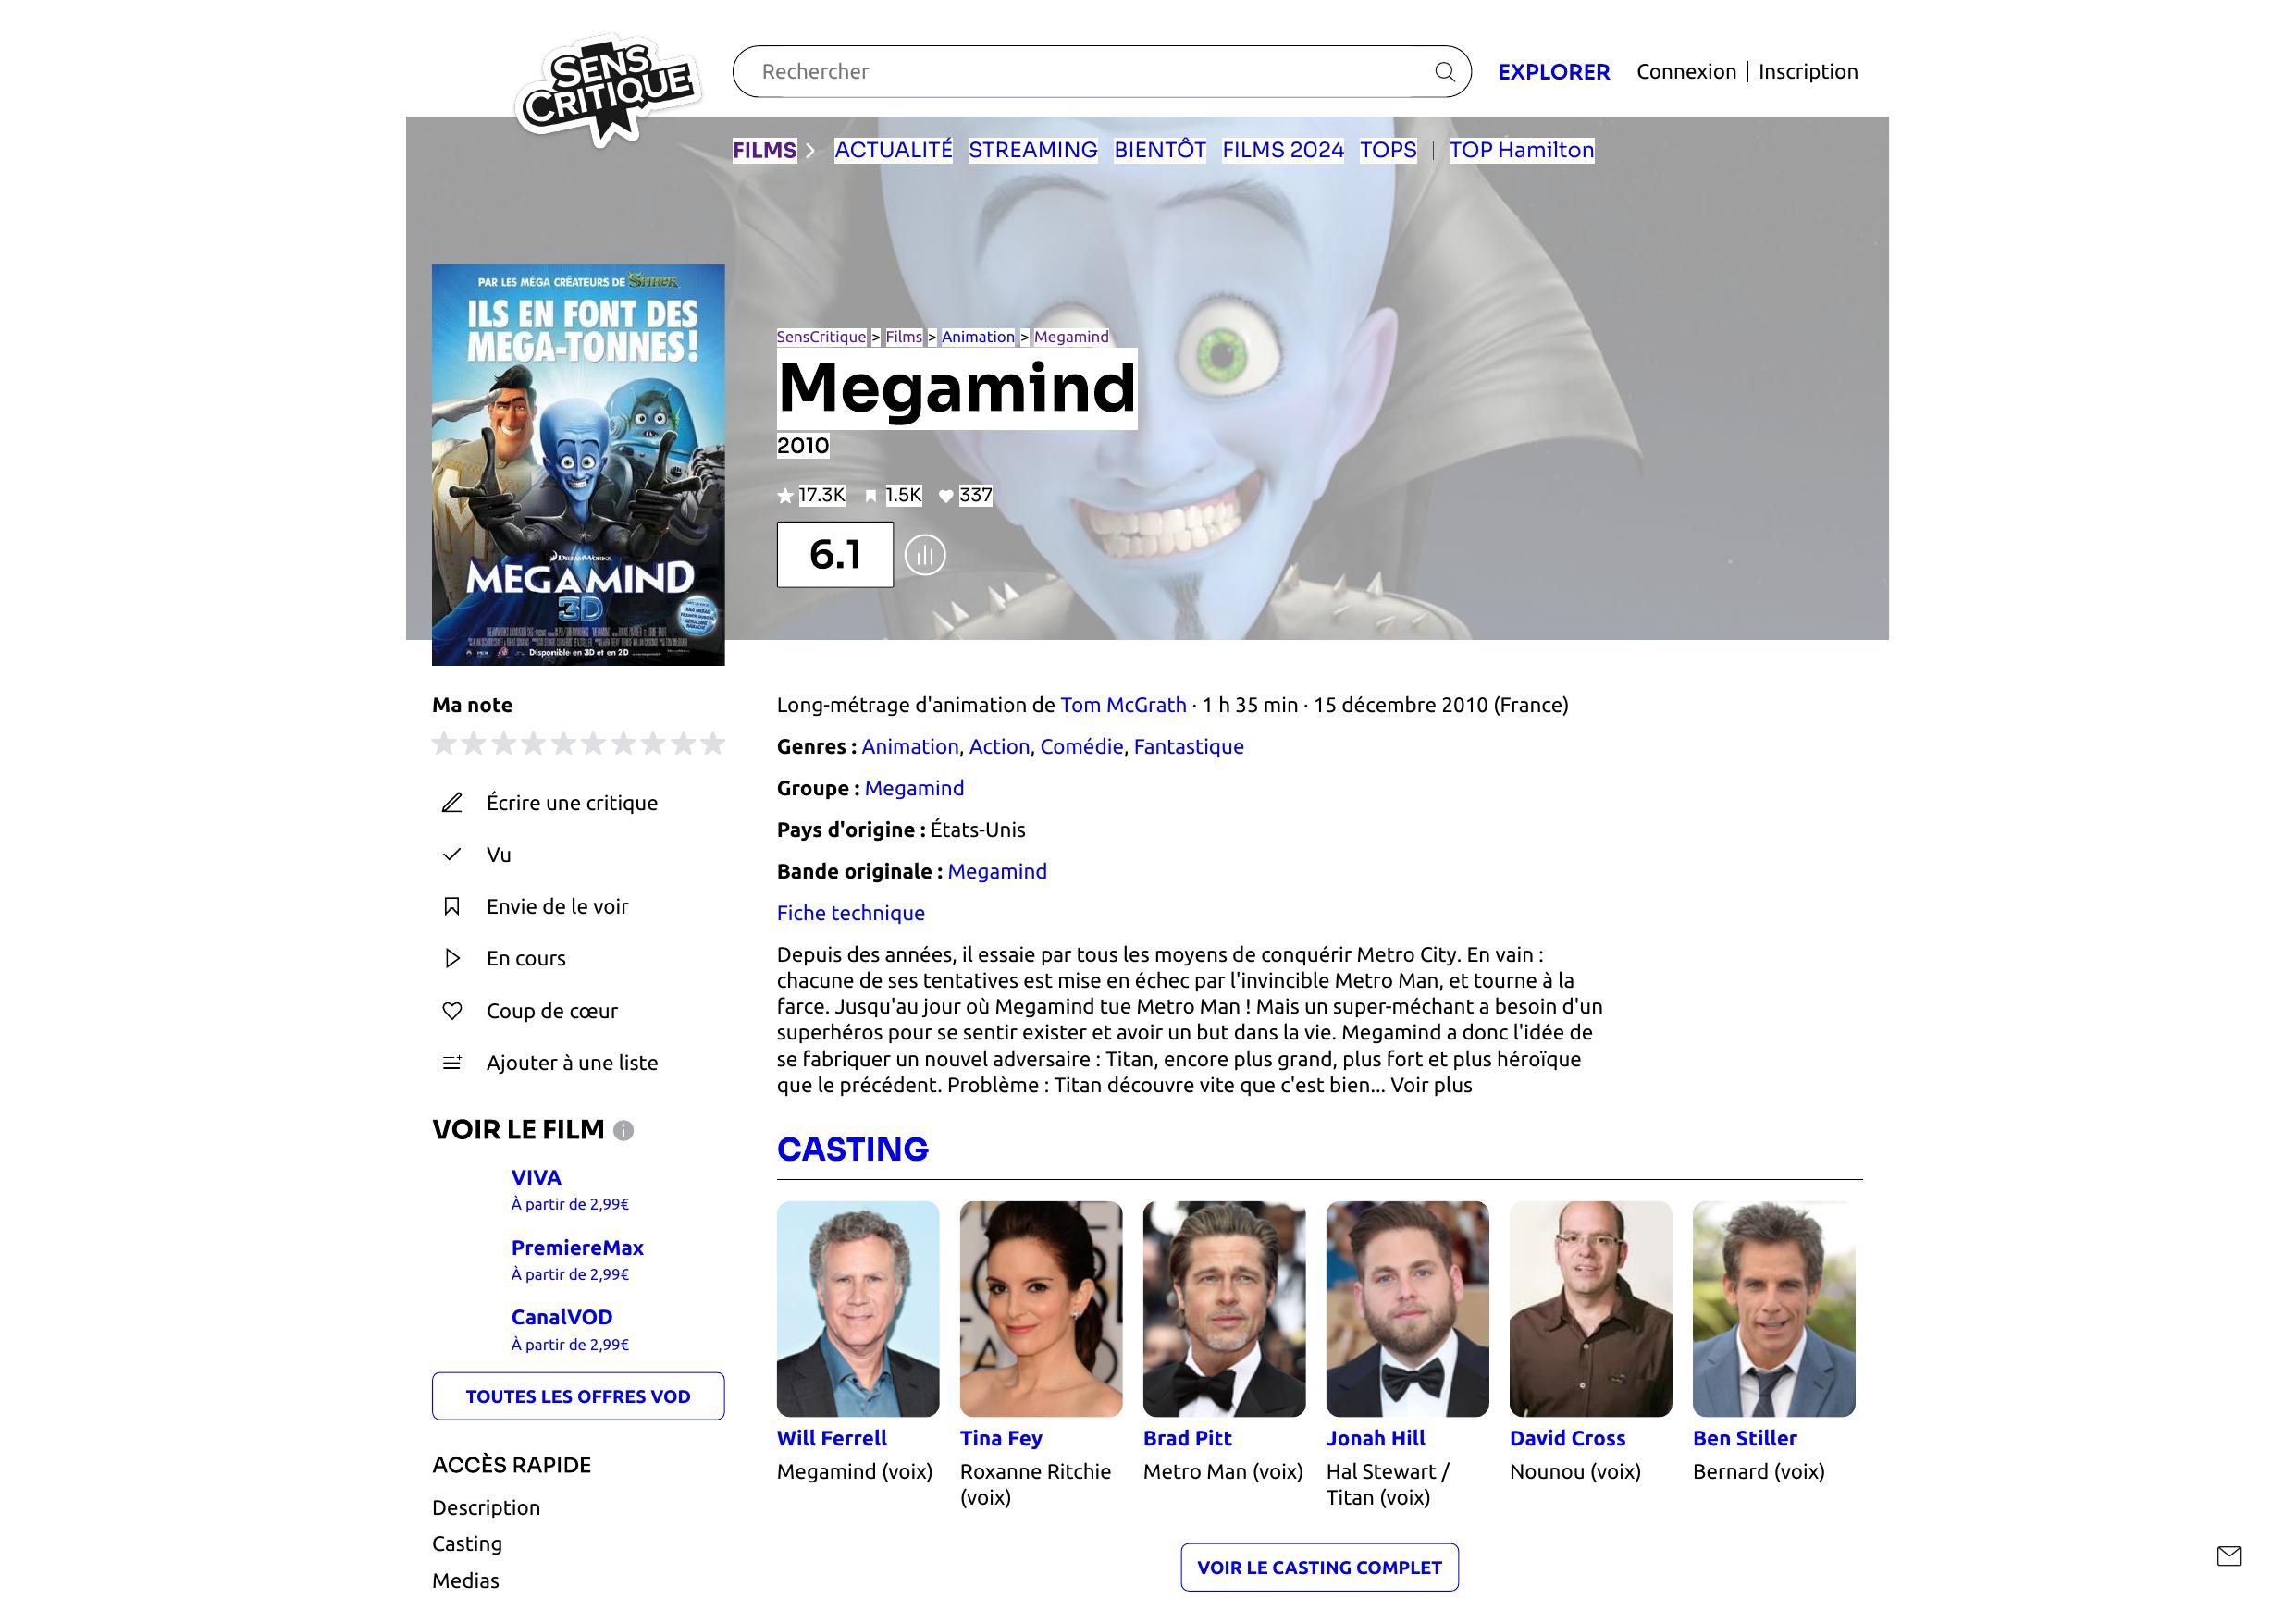 SENS
CRITIQUE
Rechercher
EXPLORER
Connexion | Inscription
FILMS
ACTUALITÉ
STREAMING
BIENTÔT
FILMS 2024
TOPS
TOP Hamilton
PAR LES MÉGA CRÉATEURS DE SHREK
ILS EN FONT DES
MEGA-TONNES!
DREAMWORKS
MEGAMIND
3D
Disponible en 3D et en 2D
SensCritique > Films > Animation > Megamind
Megamind
2010
17.3K 1.5K 337
6.1
Ma note
Écrire une critique
Vu
Envie de le voir
En cours
Coup de cœur
Ajouter à une liste
VOIR LE FILM
VIVA
À partir de 2,99€
PremiereMax
À partir de 2,99€
CanalVOD
À partir de 2,99€
TOUTES LES OFFRES VOD
ACCÈS RAPIDE
Description
Casting
Medias
Long-métrage d'animation de Tom McGrath · 1 h 35 min · 15 décembre 2010 (France)
Genres : Animation, Action, Comédie, Fantastique
Groupe : Megamind
Pays d'origine : États-Unis
Bande originale : Megamind
Fiche technique
Depuis des années, il essaie par tous les moyens de conquérir Metro City. En vain :
chacune de ses tentatives est mise en échec par l'invincible Metro Man, et tourne à la
farce. Jusqu'au jour où Megamind tue Metro Man ! Mais un super-méchant a besoin d'un
superhéros pour se sentir exister et avoir un but dans la vie. Megamind a donc l'idée de
se fabriquer un nouvel adversaire : Titan, encore plus grand, plus fort et plus héroïque
que le précédent. Problème : Titan découvre vite que c'est bien... Voir plus
CASTING
Will Ferrell
Megamind (voix)
Tina Fey
Roxanne Ritchie
(voix)
Brad Pitt
Metro Man (voix)
Jonah Hill
Hal Stewart /
Titan (voix)
David Cross
Nounou (voix)
Ben Stiller
Bernard (voix)
VOIR LE CASTING COMPLET